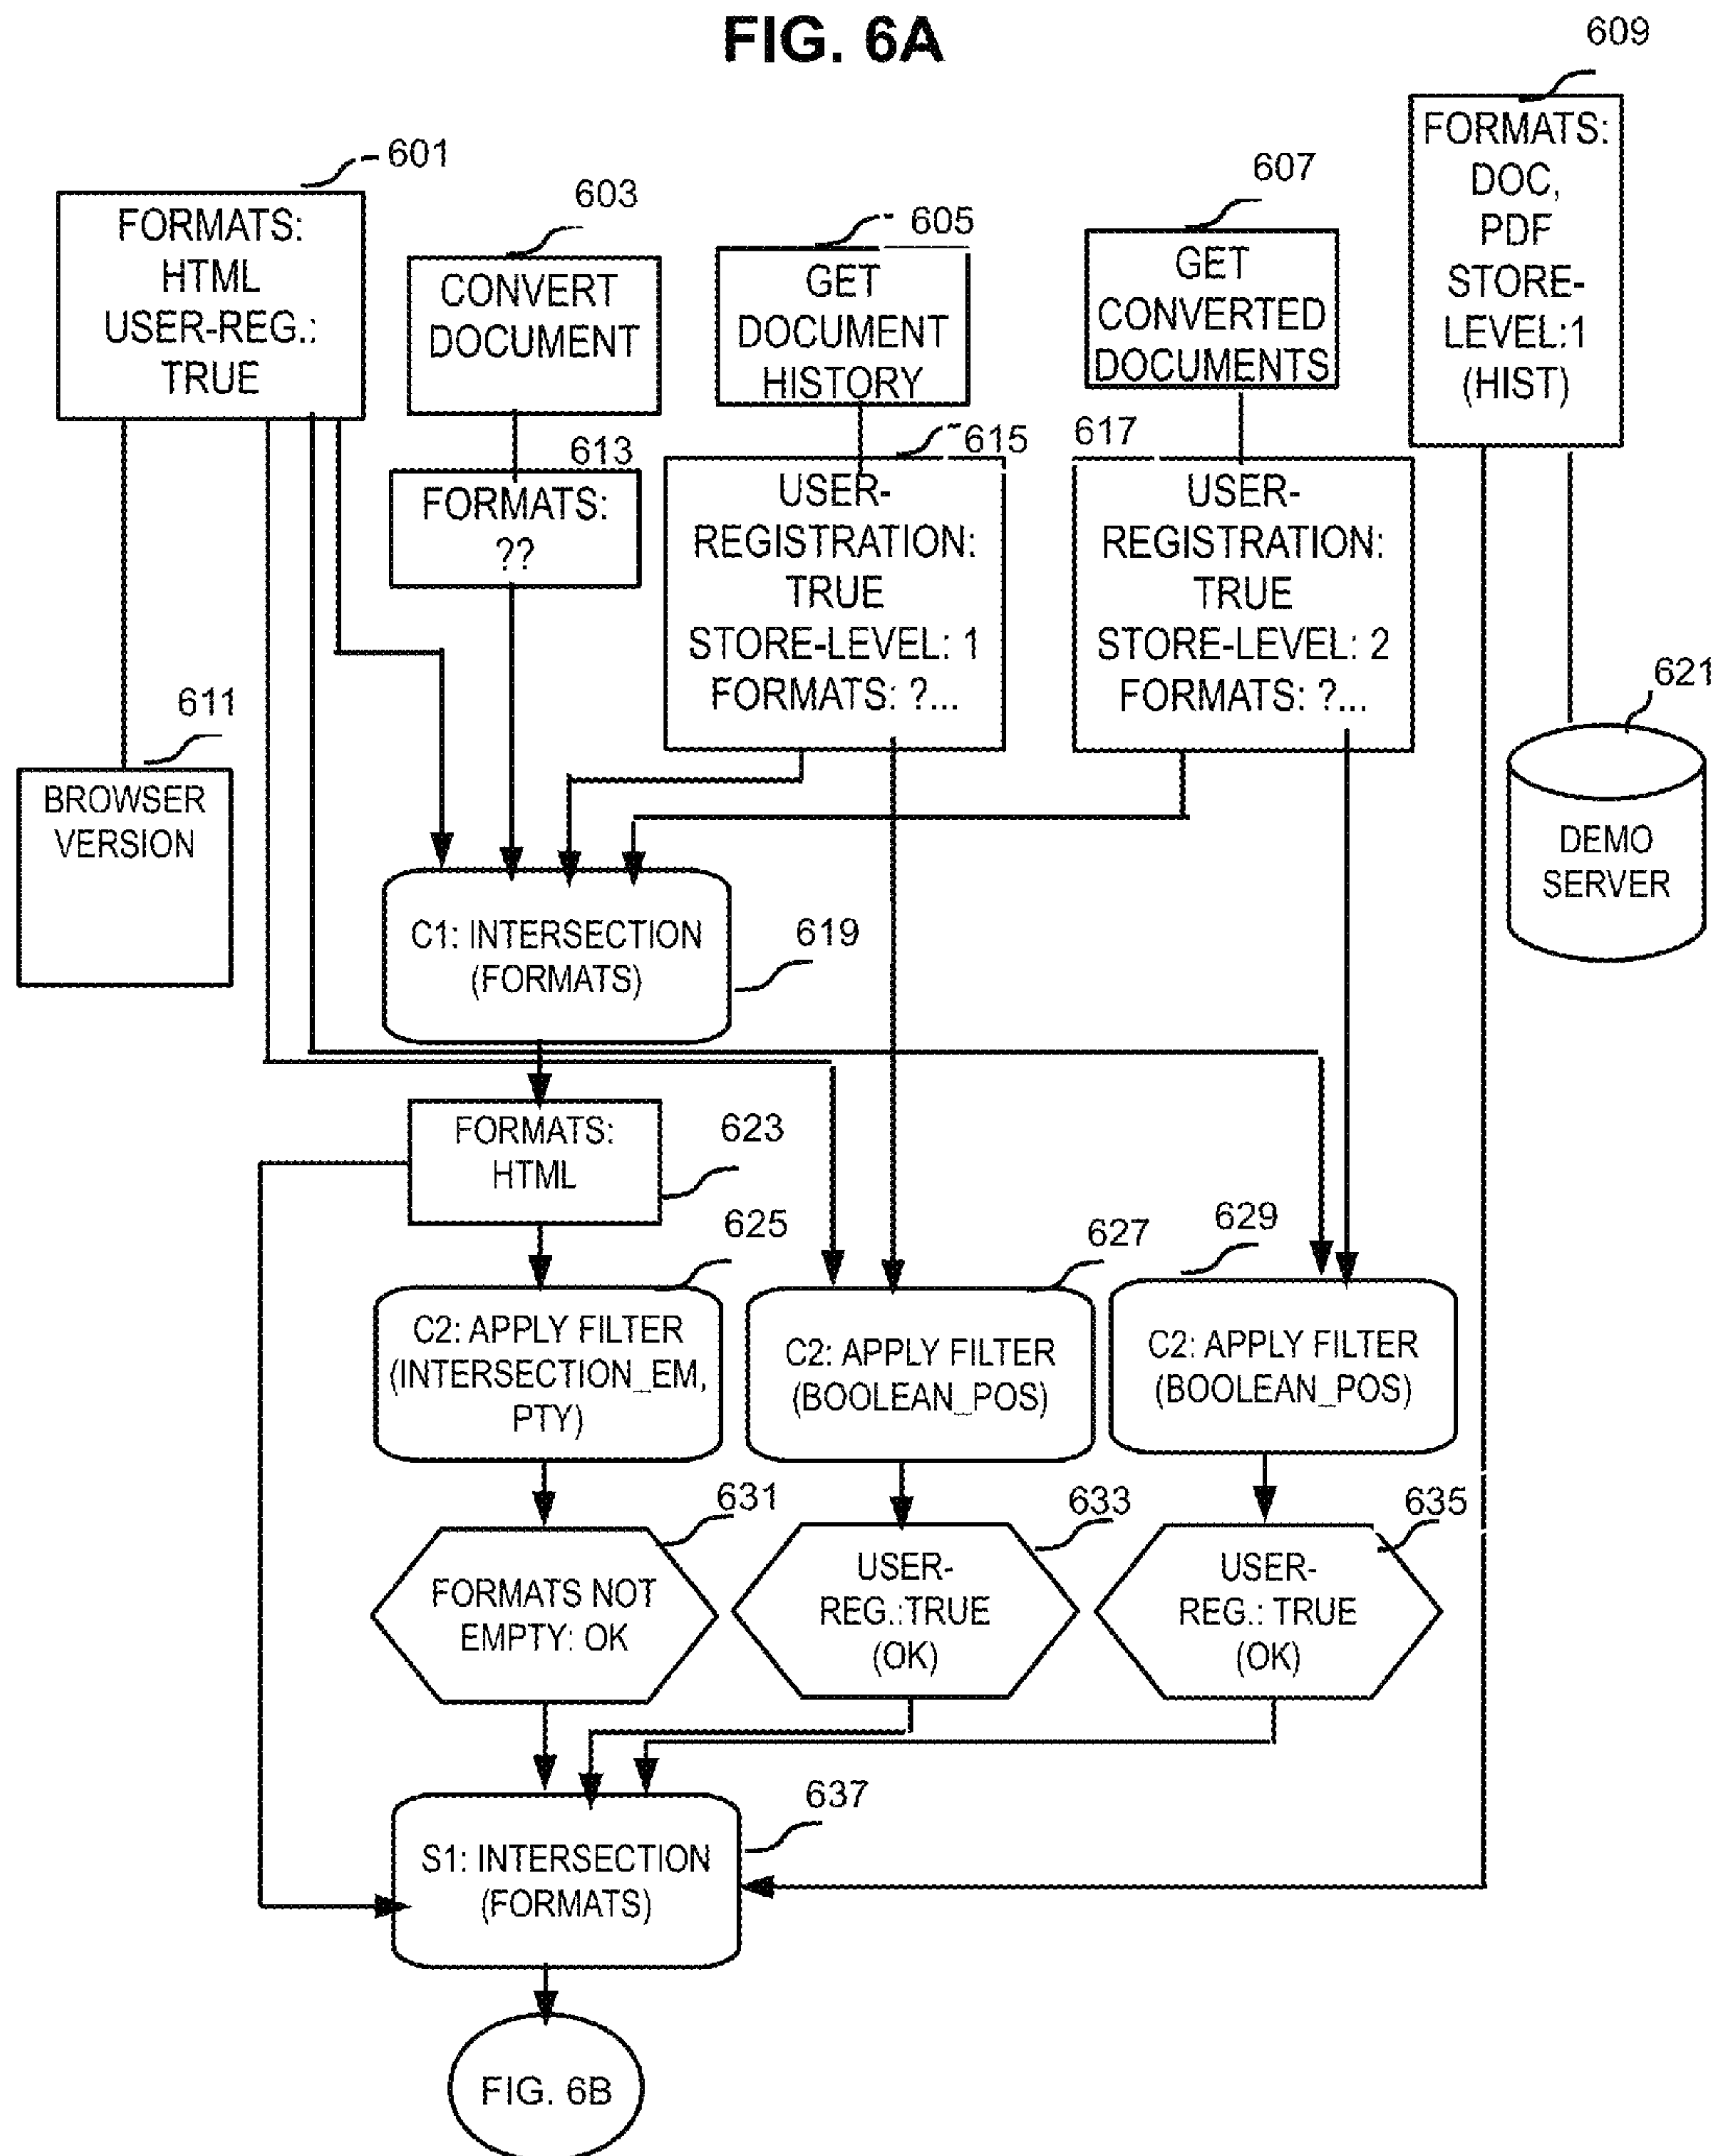 FIG. 6A
609
601
603
605
607
FORMATS:
HTML
USER-REG.:
TRUE
CONVERT
DOCUMENT
GET
DOCUMENT
HISTORY
GET
CONVERTED
DOCUMENTS
FORMATS:
DOC,
PDF
STORE-
LEVEL:1
(HIST)
613
FORMATS:
??
615
USER-
REGISTRATION:
TRUE
STORE-LEVEL: 1
FORMATS: ?...
617
USER-
REGISTRATION:
TRUE
STORE-LEVEL: 2
FORMATS: ?...
611
BROWSER
VERSION
621
DEMO
SERVER
C1: INTERSECTION
(FORMATS)
619
FORMATS:
HTML
623
625
C2: APPLY FILTER
(INTERSECTION_EM,
PTY)
627
C2: APPLY FILTER
(BOOLEAN_POS)
629
C2: APPLY FILTER
(BOOLEAN_POS)
631
FORMATS NOT
EMPTY: OK
633
USER-
REG.:TRUE
(OK)
635
USER-
REG.: TRUE
(OK)
637
S1: INTERSECTION
(FORMATS)
FIG. 6B